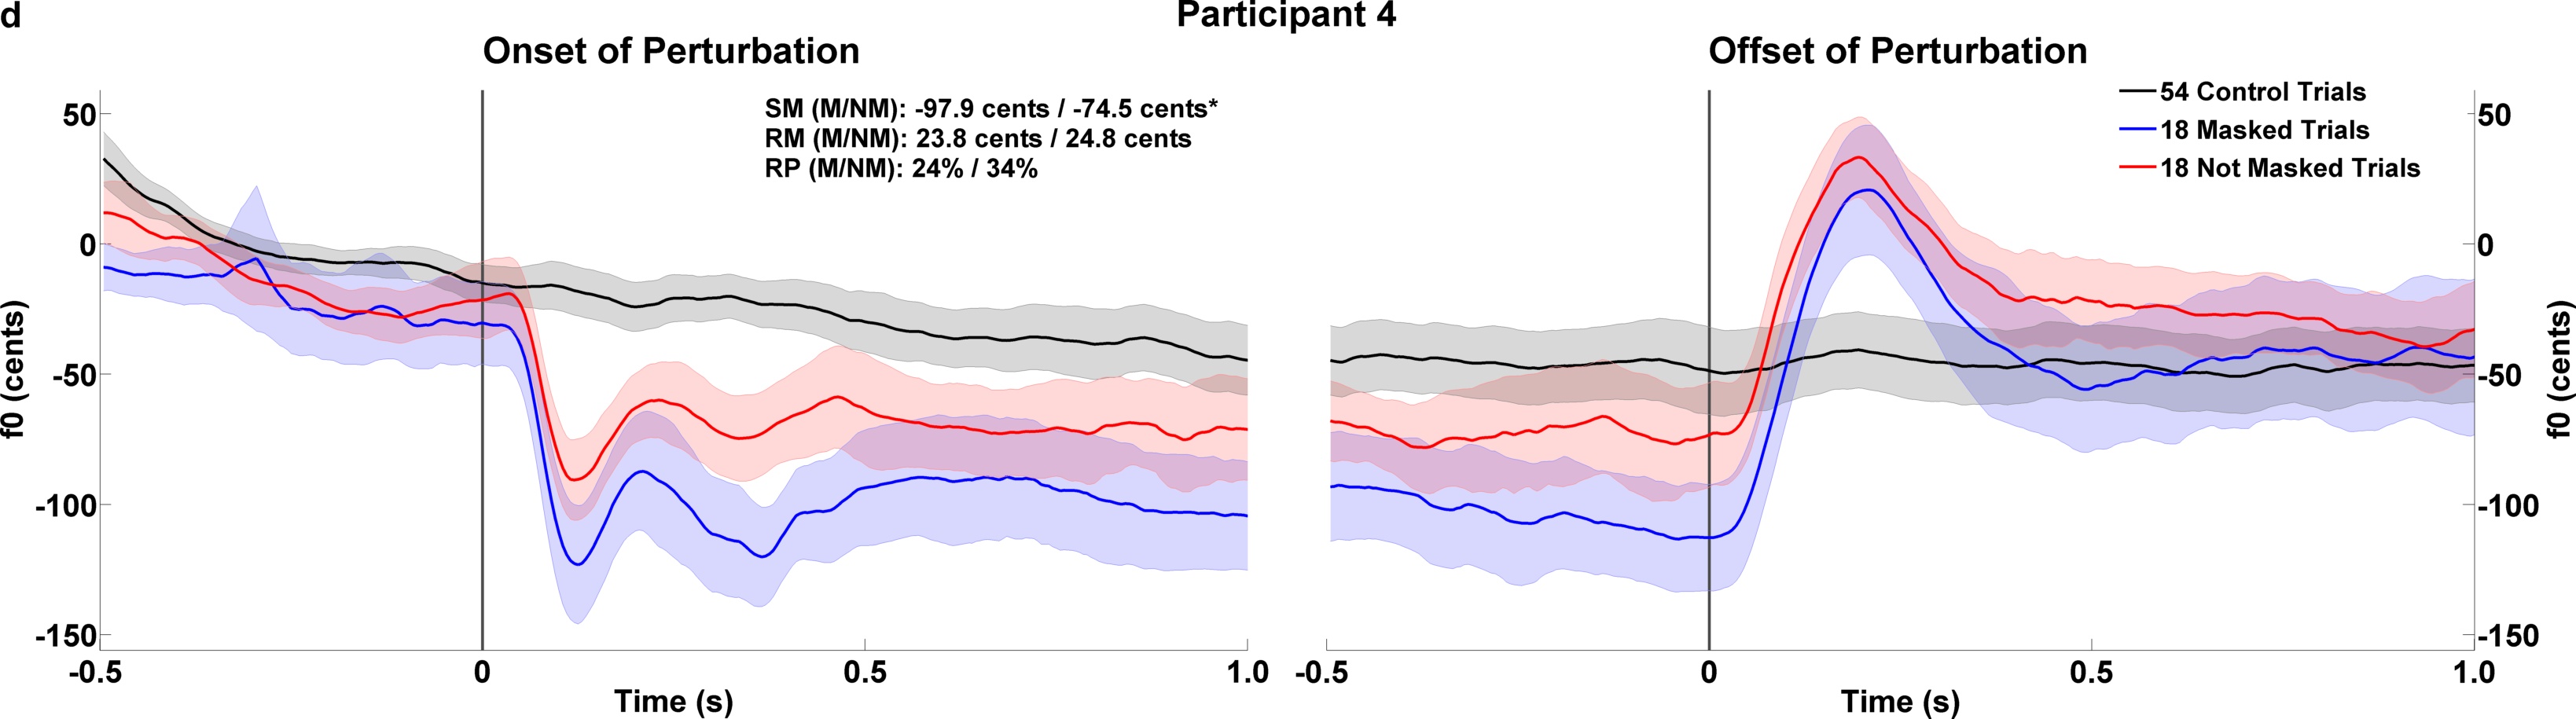 d
Participant 4
Onset of Perturbation
Offset of Perturbation
SM (M/NM): -97.9 cents / -74.5 cents*
RM (M/NM): 23.8 cents / 24.8 cents
RP (M/NM): 24% / 34%
54 Control Trials
18 Masked Trials
18 Not Masked Trials
f0 (cents)
50
0
-50
-100
-150
-0.5
0
0.5
1.0
Time (s)
-0.5
0
0.5
1.0
Time (s)
50
0
-50
-100
-150
f0 (cents)